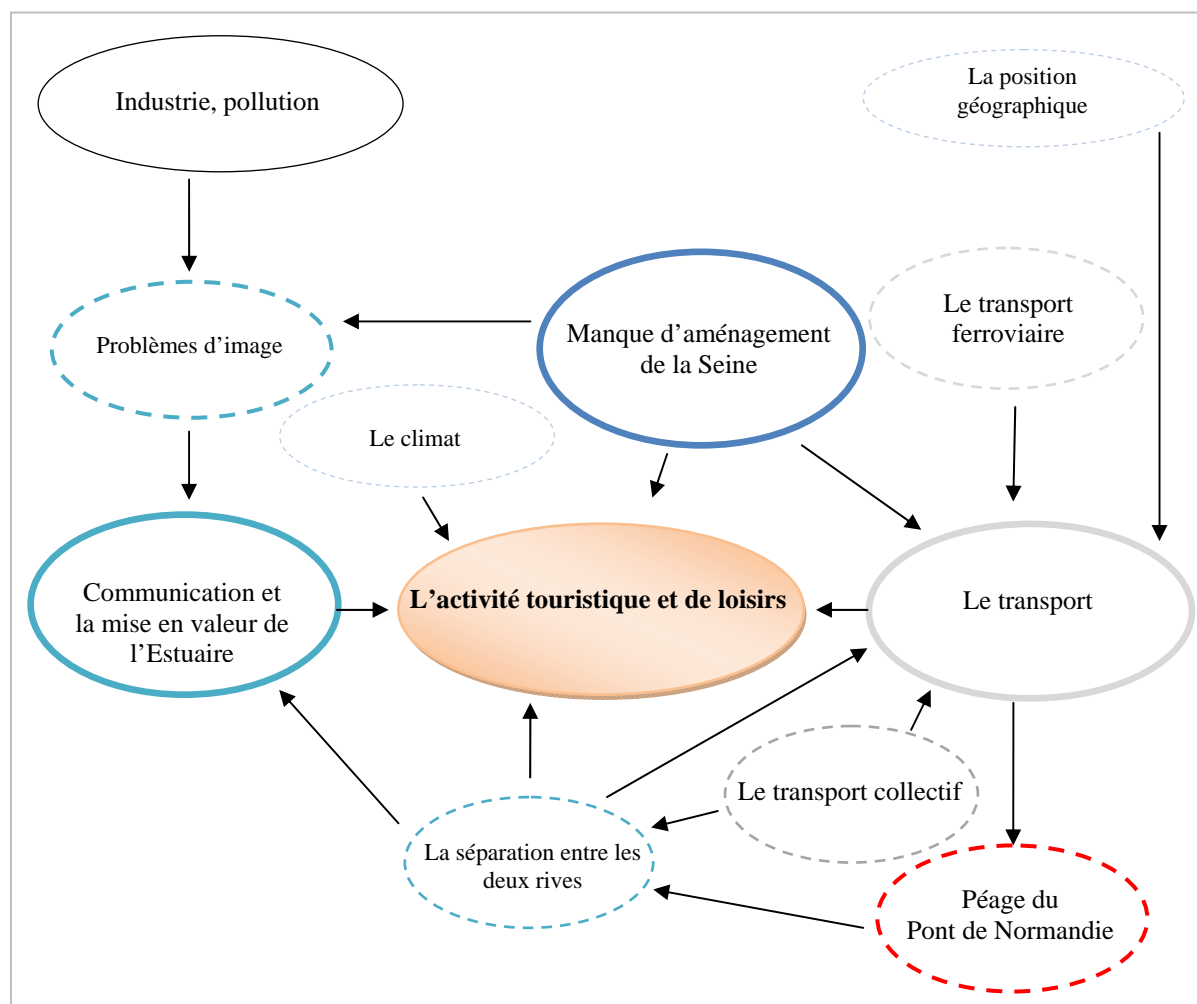 Industrie, pollution
La position
géographique
Problèmes d’image
Manque d’aménagement
de la Seine
Le transport
ferroviaire
Le climat
Communication et
la mise en valeur de
l’Estuaire
L’activité touristique et de loisirs
Le transport
La séparation entre les
deux rives
Le transport collectif
Péage du
Pont de Normandie